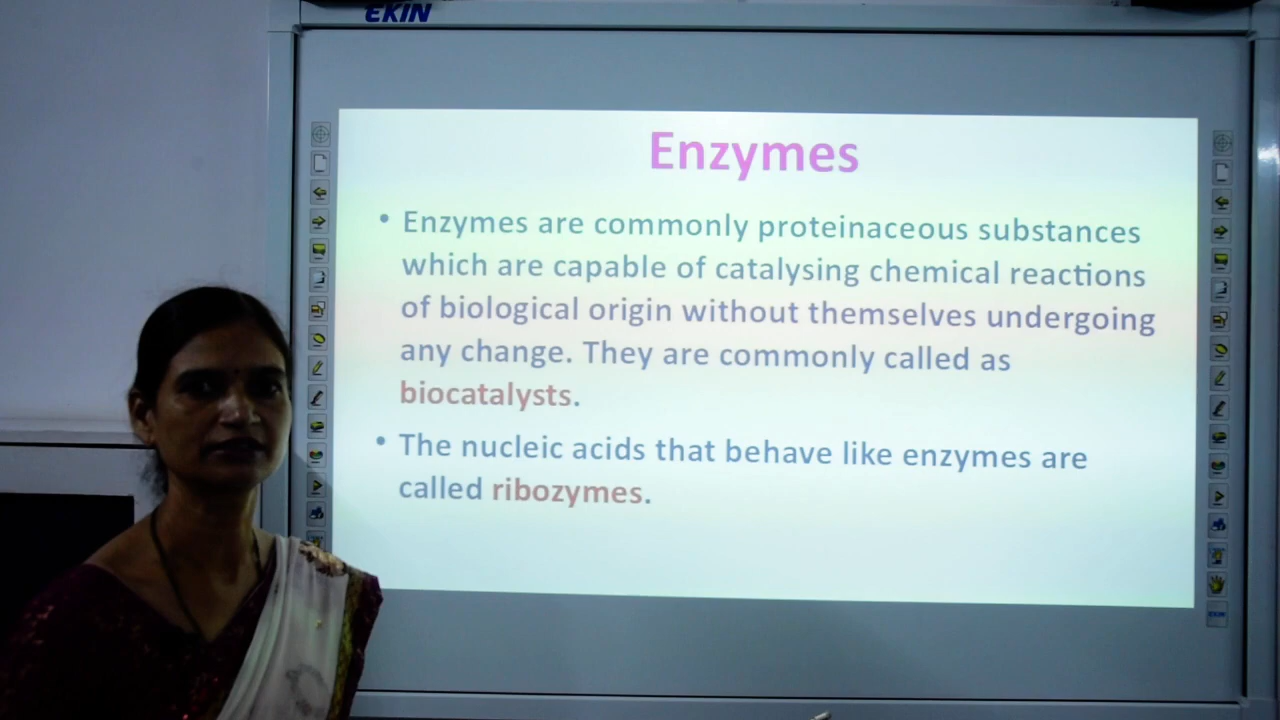 EKIN
Enzymes
• Enzymes are commonly proteinaceous substances
which are capable of catalysing chemical reactions
of biological origin without themselves undergoing
any change. They are commonly called as
biocatalysts.
• The nucleic acids that behave like enzymes are
called ribozymes.
EKIN